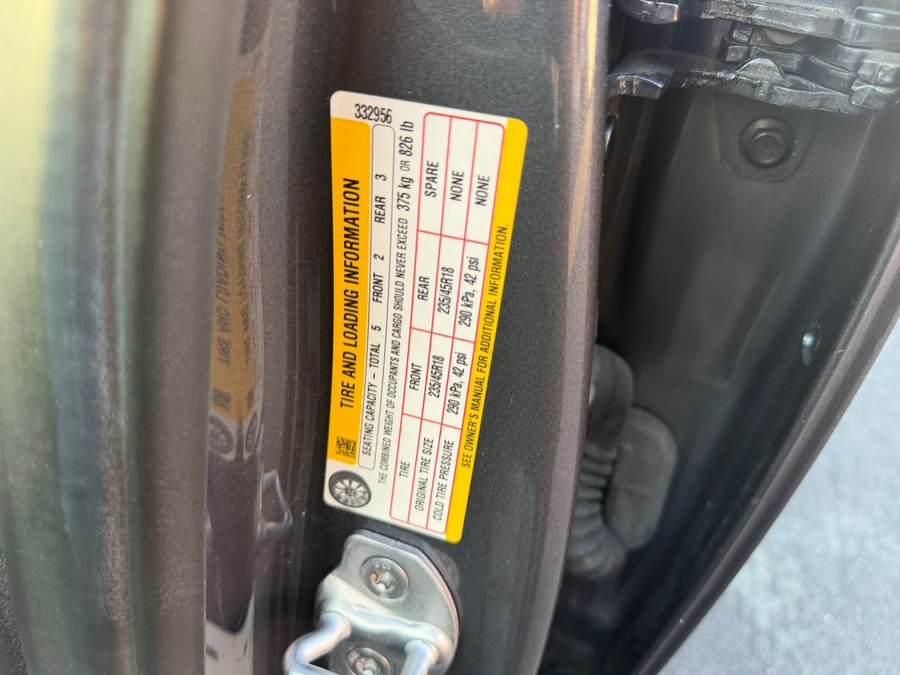 332956
TIRE AND LOADING INFORMATION
SEATING CAPACITY – TOTAL 5 FRONT 2 REAR 3
THE COMBINED WEIGHT OF OCCUPANTS AND CARGO SHOULD NEVER EXCEED 375 kg OR 826 lb
TIRE FRONT REAR SPARE
ORIGINAL TIRE SIZE 235/45R18 235/45R18 NONE
COLD TIRE PRESSURE 290 kPa, 42 psi 290 kPa, 42 psi NONE
SEE OWNER'S MANUAL FOR ADDITIONAL INFORMATION.